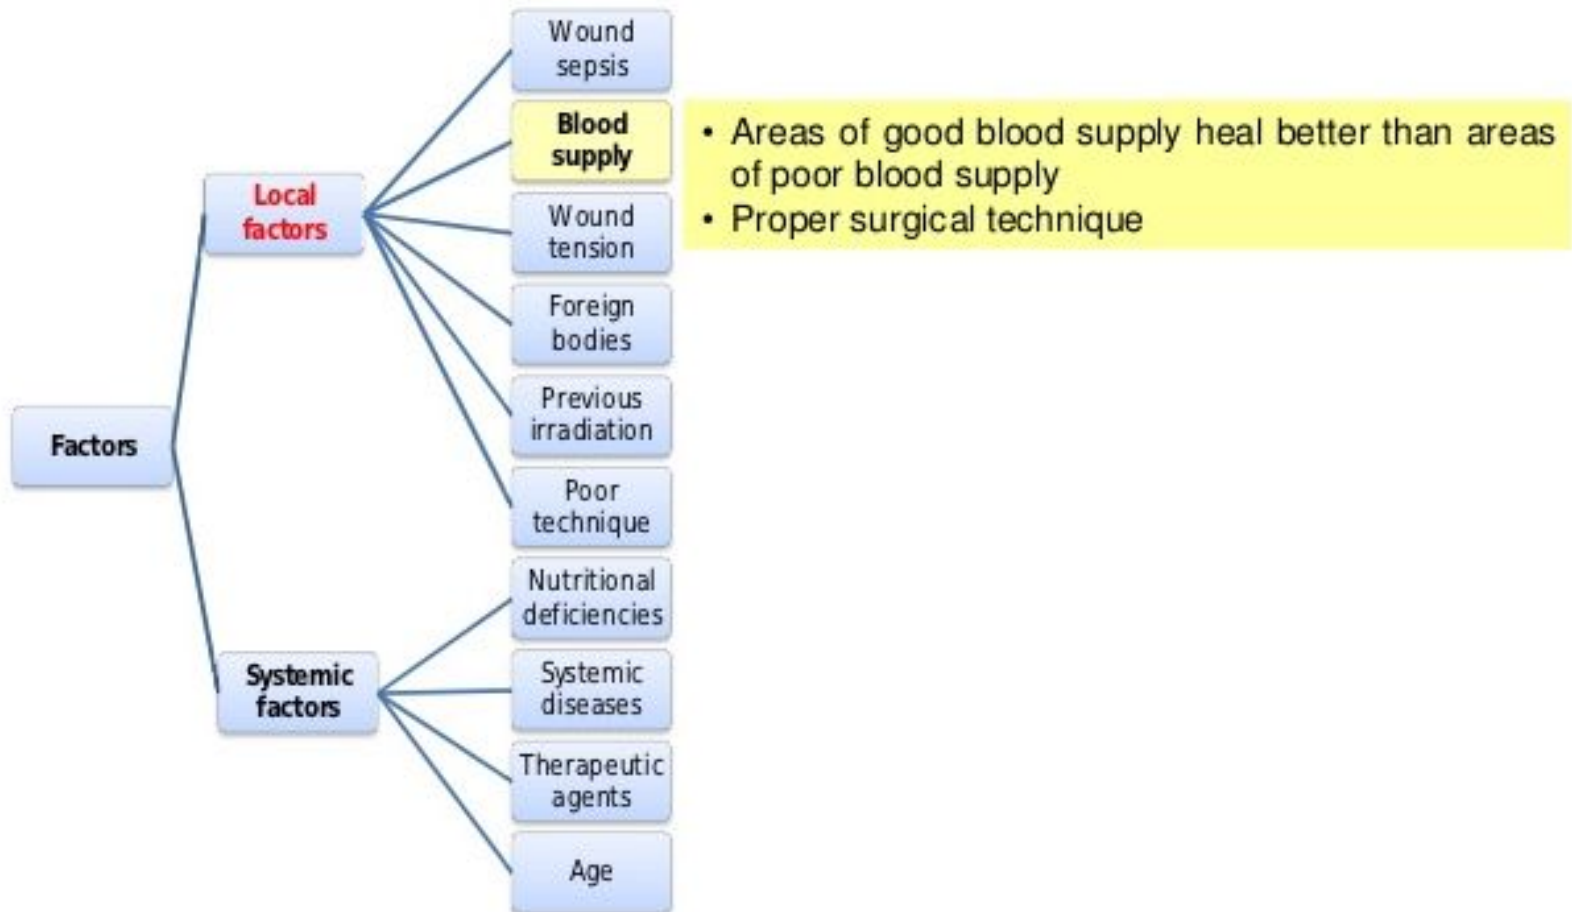 Factors
Local
factors
Wound
sepsis
Blood
supply
• Areas of good blood supply heal better than areas
of poor blood supply
• Proper surgical technique
Wound
tension
Foreign
bodies
Previous
irradiation
Poor
technique
Systemic
factors
Nutritional
deficiencies
Systemic
diseases
Therapeutic
agents
Age